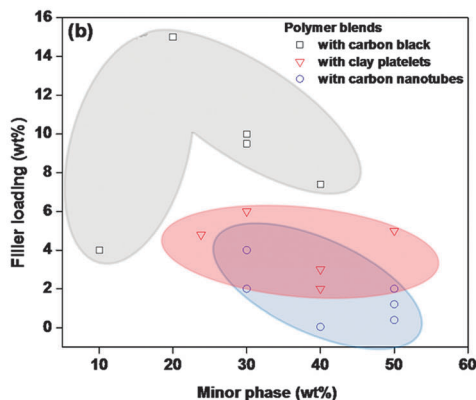 (b)
Polymer blends
with carbon black
with clay platelets
witn carbon nanotubes
16
14
12
10
8
6
4
2
0
Filler loading (wt%)
10 20 30 40 50 60
Minor phase (wt%)